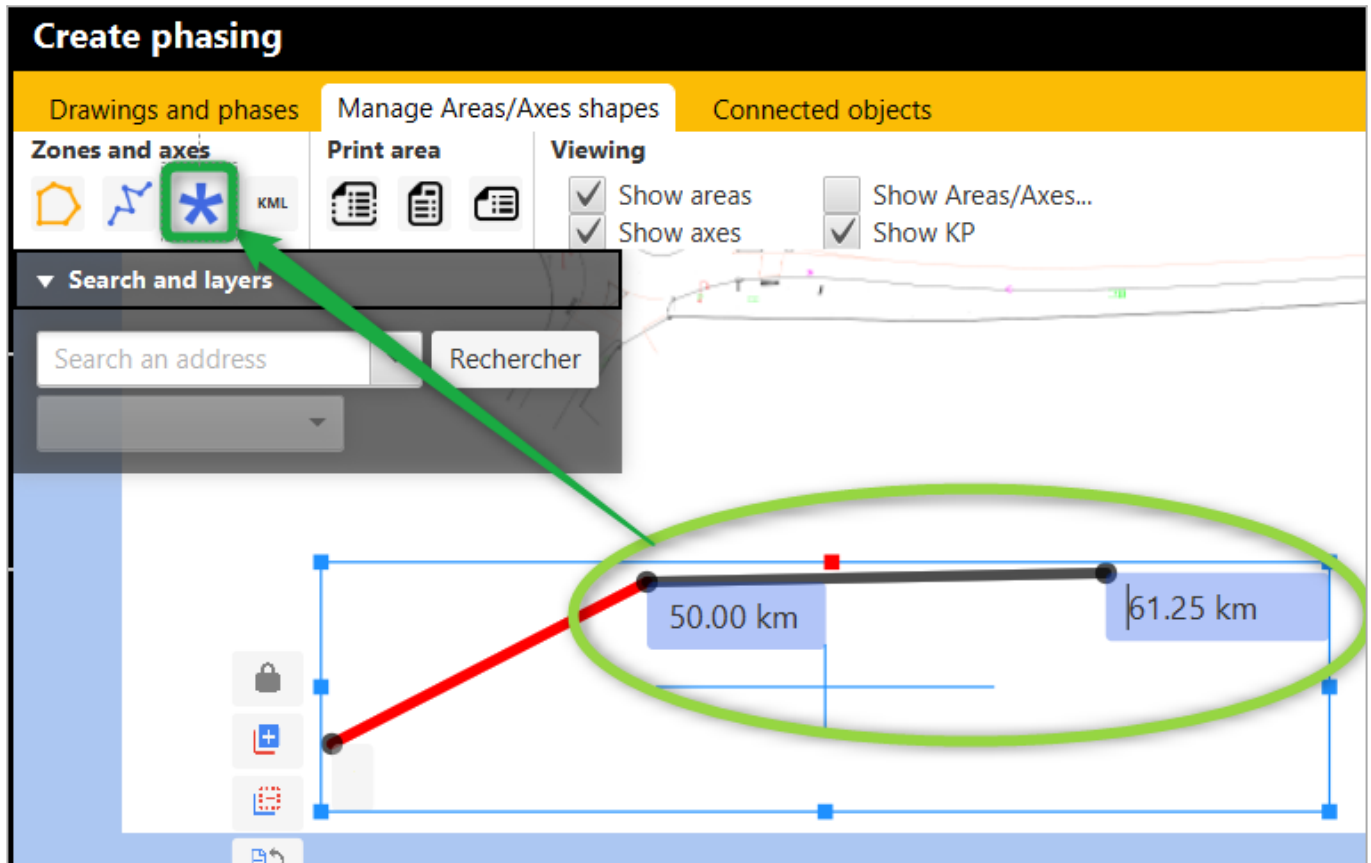 Create phasing
Drawings and phases Manage Areas/Axes shapes Connected objects
Zones and axes Print area Viewing
KML Show areas Show Areas/Axes...
Show axes Show KP
Search and layers
Search an address Rechercher
50.00 km 61.25 km